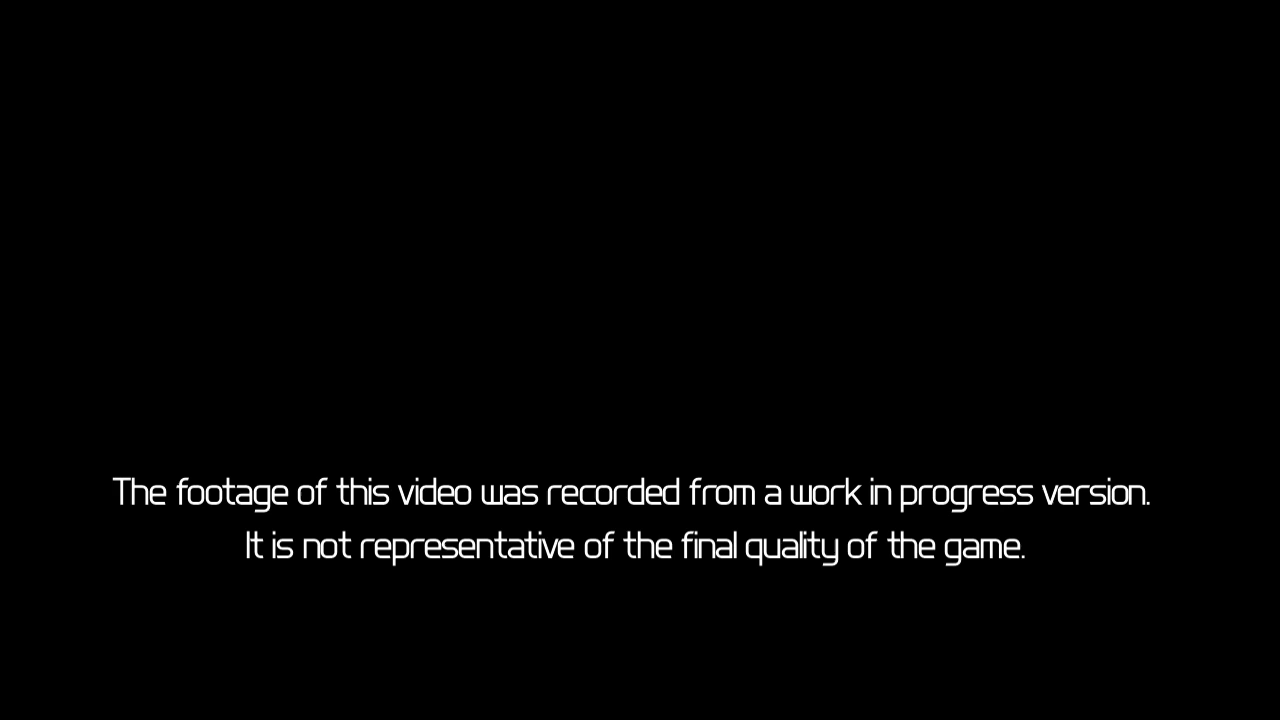 The footage of this video was recorded from a work in progress version.
It is not representative of the final quality of the game.